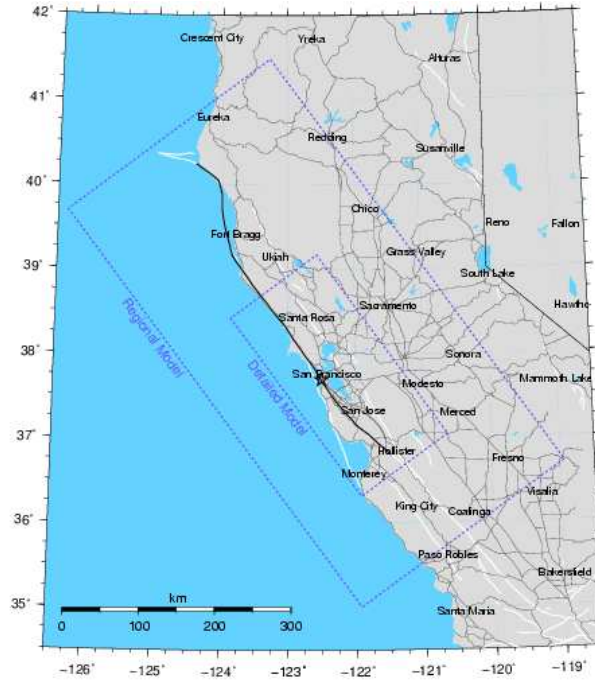 42°
Crescent City
Yreka
Alturas
41°
Eureka
Redding
Susanville
40°
Chico
Reno
Fallon
Fort Bragg
Ukiah
Grass Valley
39°
South Lake
Santa Rosa
Sacramento
Hawtho
Regional Model
Detailed Model
38°
San Francisco
Sonora
Modesto
Mammoth Lake
San Jose
Merced
37°
Hollister
Monterey
Fresno
Visalia
King City
Coalinga
36°
Paso Robles
Bakersfield
35°
Santa Maria
km
0 100 200 300
-126° -125° -124° -123° -122° -121° -120° -119°